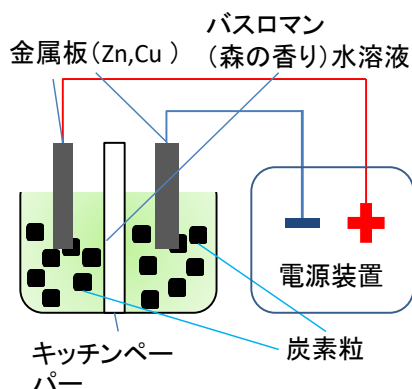 バスロマン
（森の香り）水溶液
金属板（Zn,Cu ）
電源装置
炭素粒
キッチンペー
パー